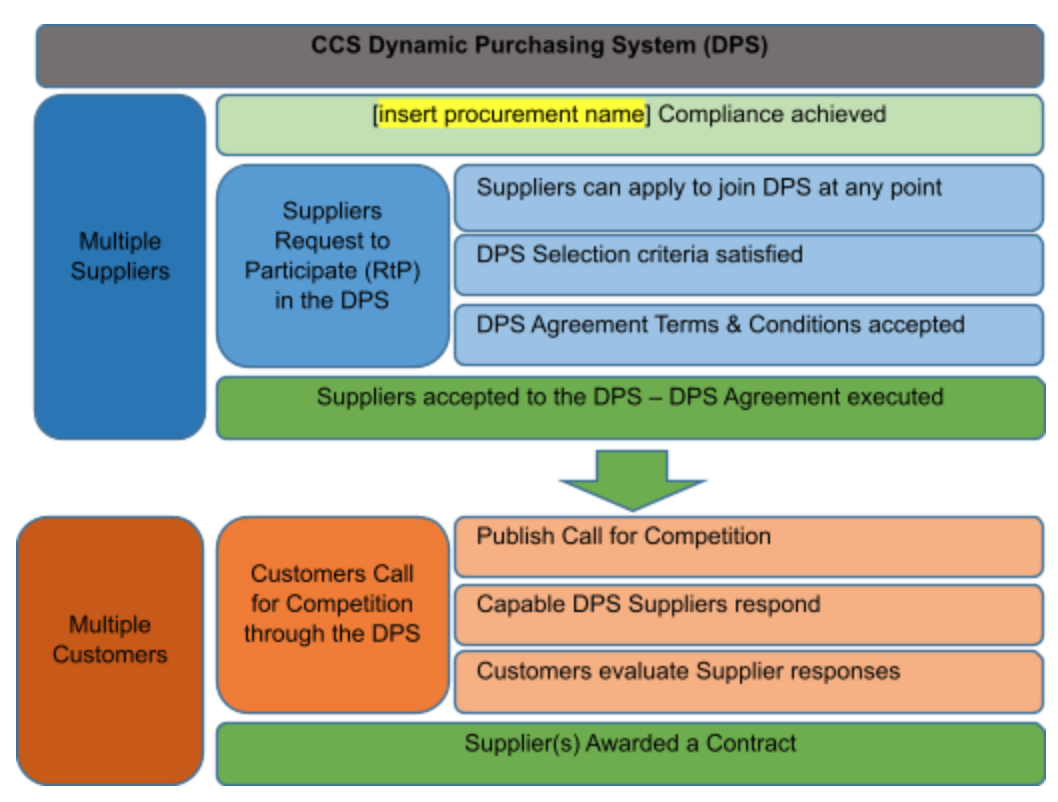 CCS Dynamic Purchasing System (DPS)
[insert procurement name] Compliance achieved
Multiple
Suppliers
Suppliers
Request to
Participate (RtP)
in the DPS
Suppliers can apply to join DPS at any point
DPS Selection criteria satisfied
DPS Agreement Terms & Conditions accepted
Suppliers accepted to the DPS – DPS Agreement executed
Multiple
Customers
Customers Call
for Competition
through the DPS
Publish Call for Competition
Capable DPS Suppliers respond
Customers evaluate Supplier responses
Supplier(s) Awarded a Contract